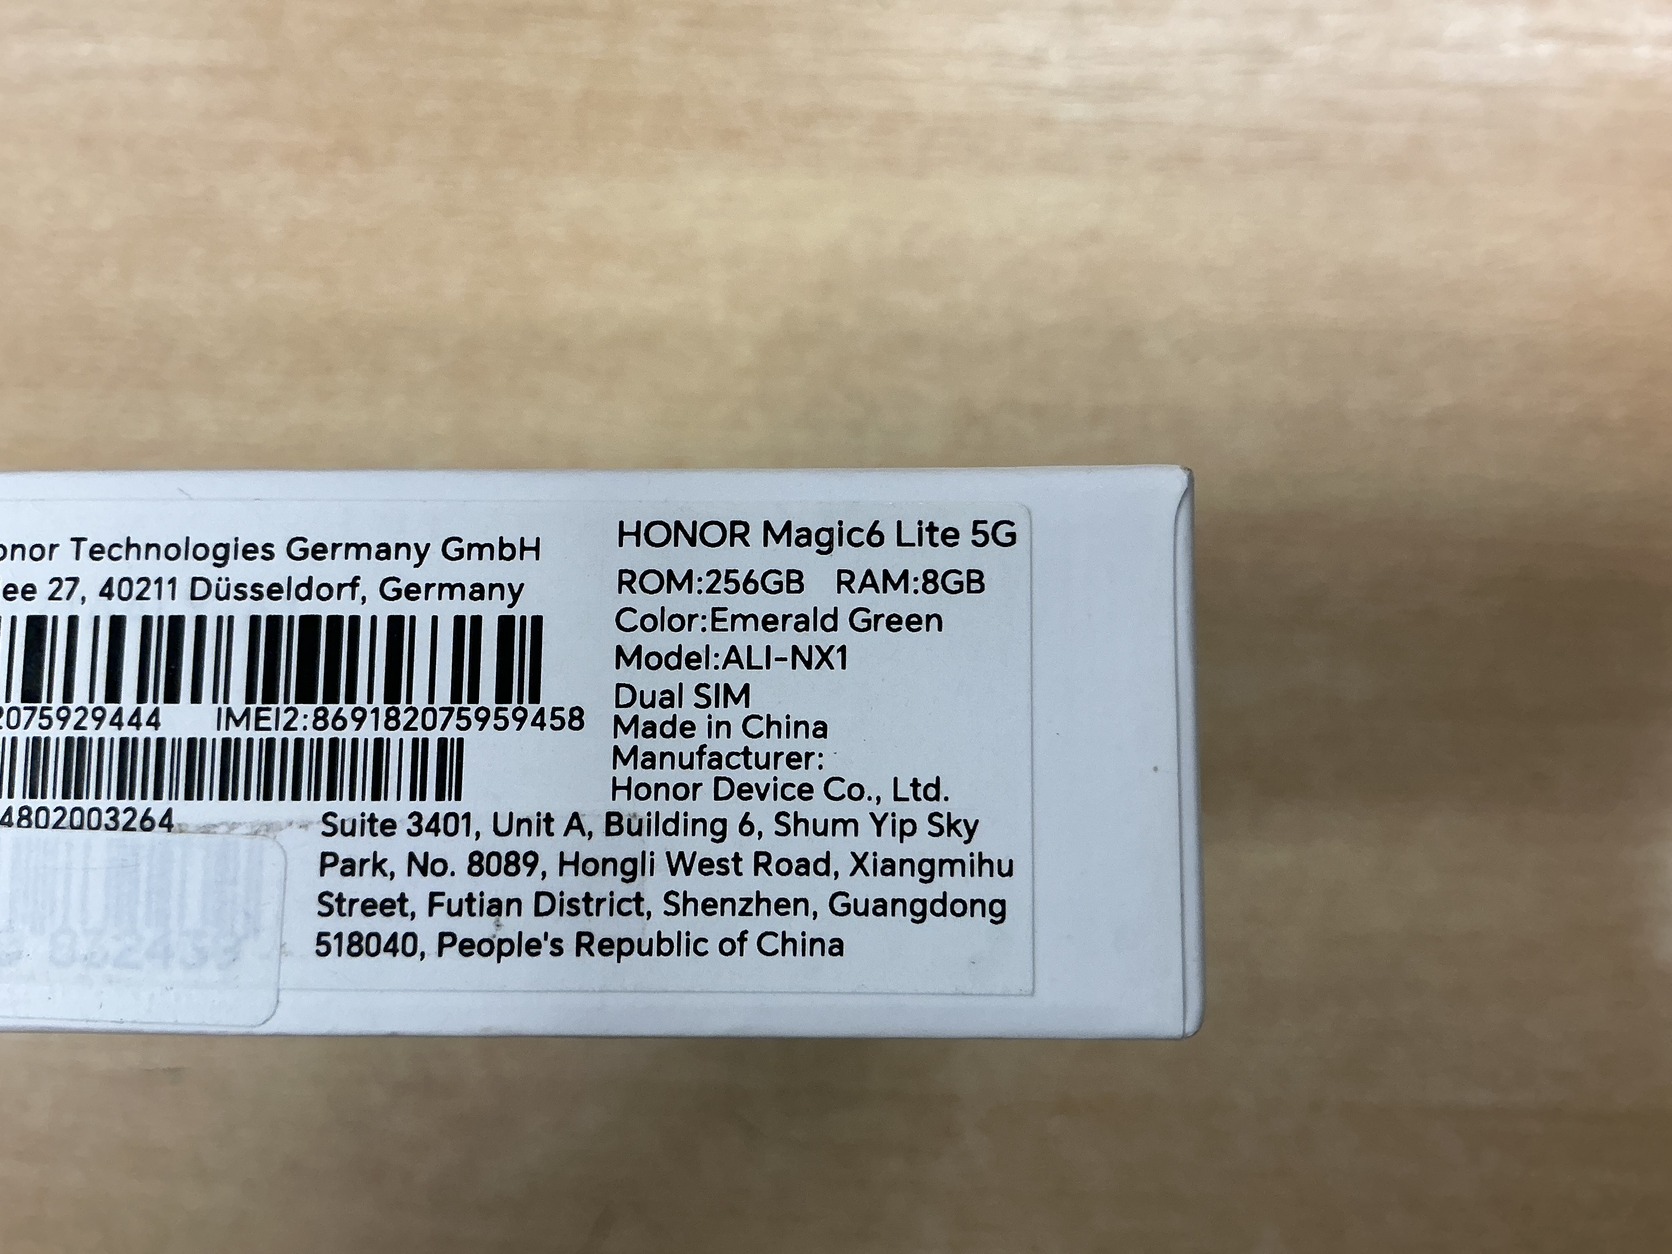 onor Technologies Germany GmbH
ee 27, 40211 Düsseldorf, Germany
2075929444 IMEI2:869182075959458
4802003264
HONOR Magic6 Lite 5G
ROM:256GB RAM:8GB
Color:Emerald Green
Model:ALI-NX1
Dual SIM
Made in China
Manufacturer:
Honor Device Co., Ltd.
Suite 3401, Unit A, Building 6, Shum Yip Sky
Park, No. 8089, Hongli West Road, Xiangmihu
Street, Futian District, Shenzhen, Guangdong
518040, People's Republic of China